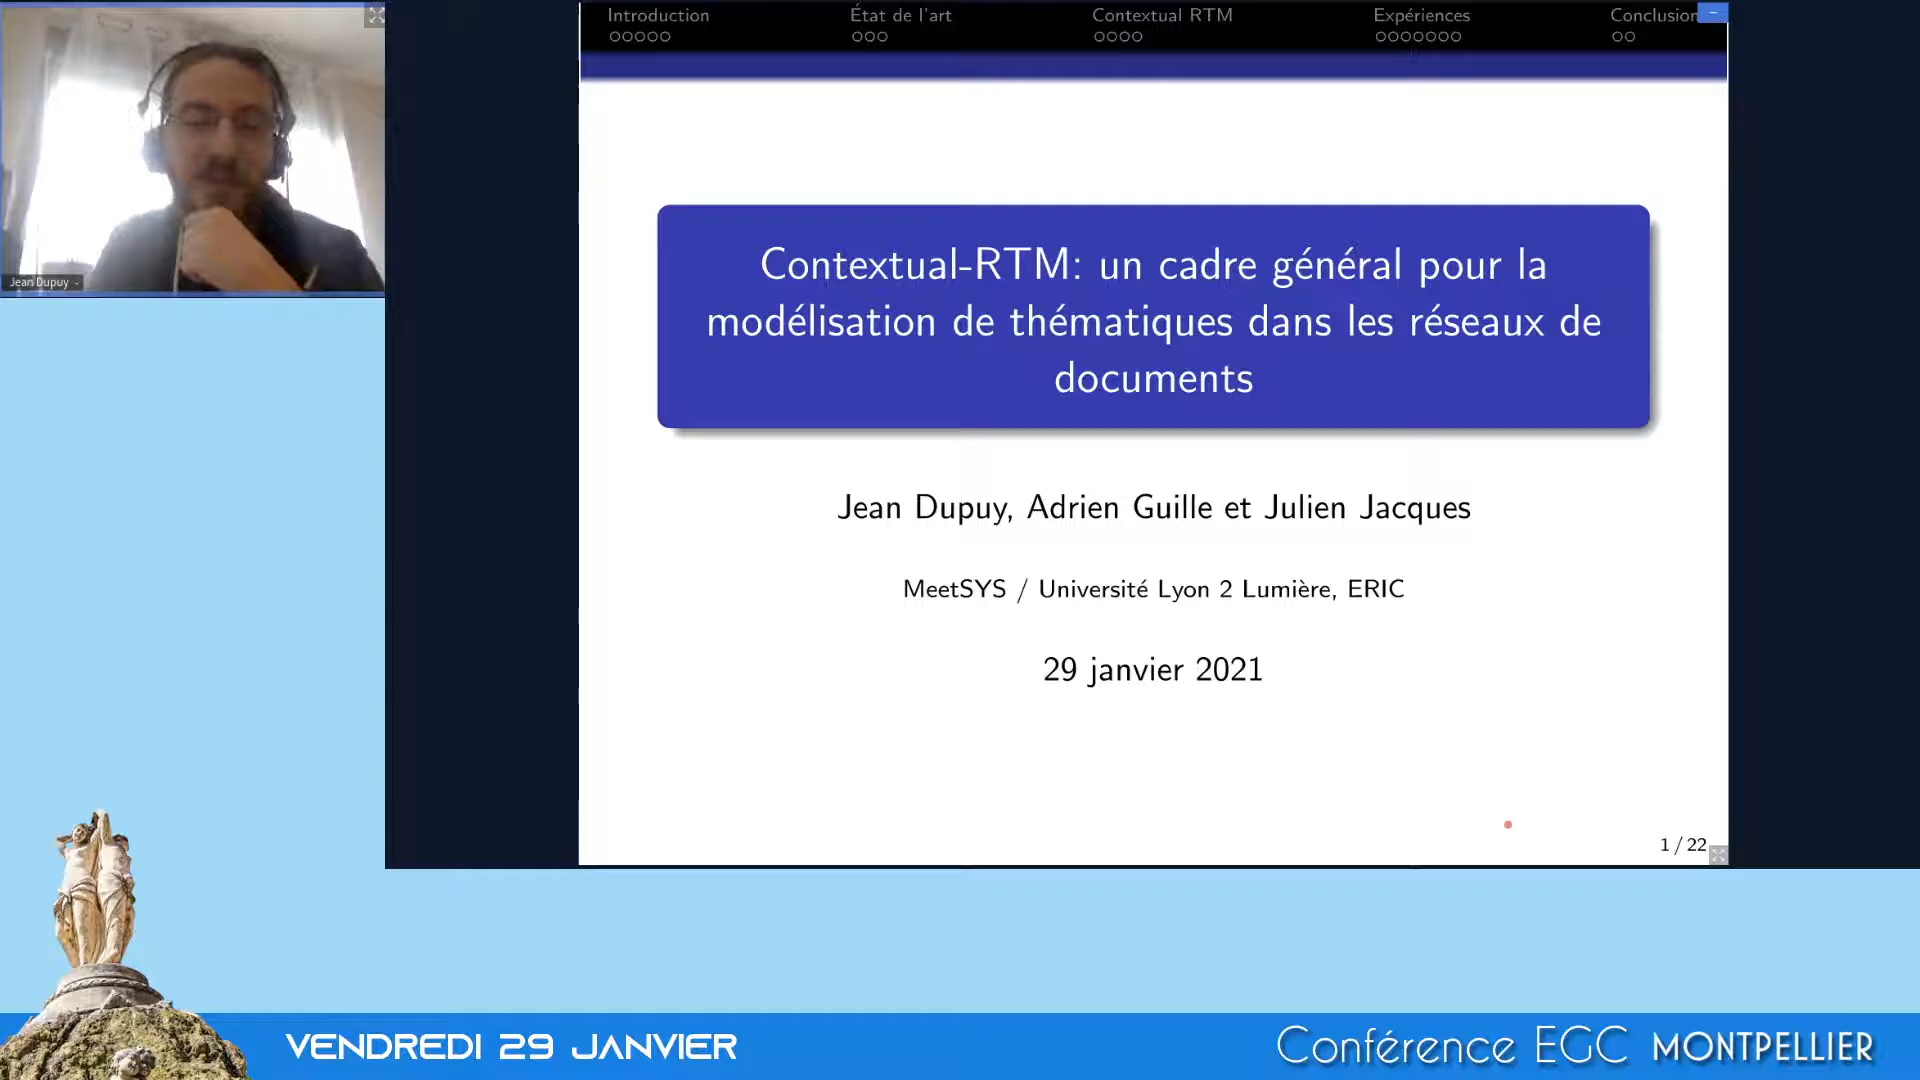 Jean Dupuy
Introduction
État de l'art
Contextual RTM
Expériences
Conclusion
Contextual-RTM: un cadre général pour la
modélisation de thématiques dans les réseaux de
documents
Jean Dupuy, Adrien Guille et Julien Jacques
MeetSYS / Université Lyon 2 Lumière, ERIC
29 janvier 2021
1 / 22
VENDREDI 29 JANVIER
Conférence EGC MONTPELLIER